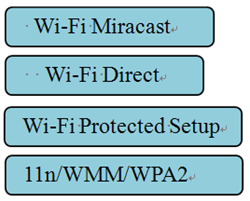 Wi-Fi Miracast
Wi-Fi Direct
Wi-Fi Protected Setup
11n/WMM/WPA2